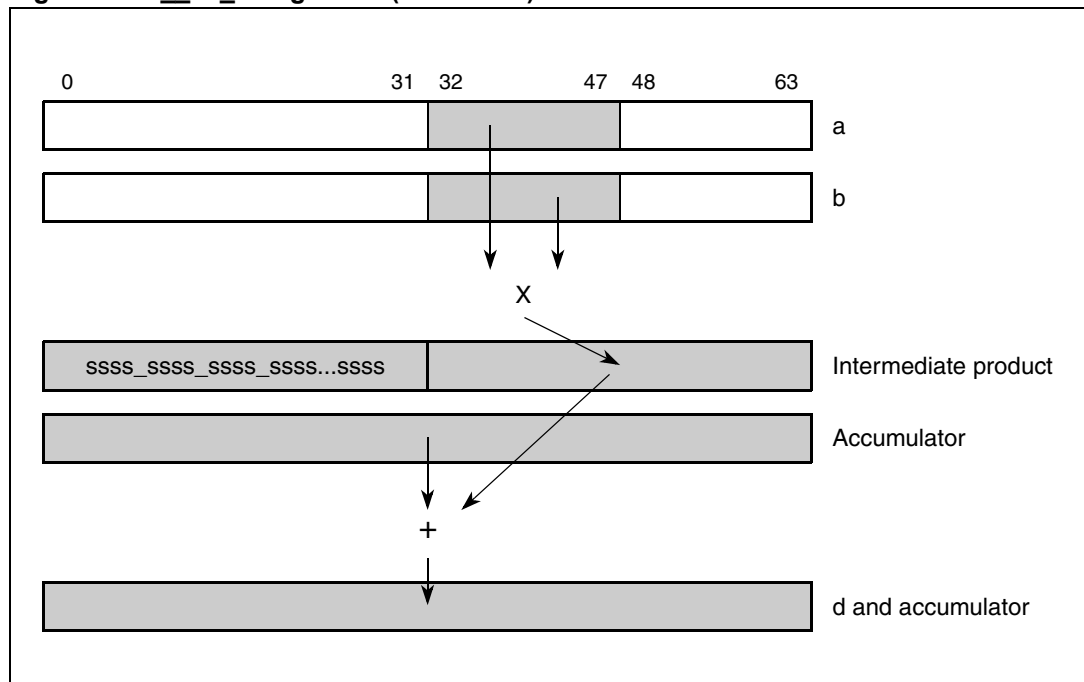 0 31 32 47 48 63
a
b
X
ssss_ssss_ssss_ssss...ssss Intermediate product
Accumulator
+
d and accumulator